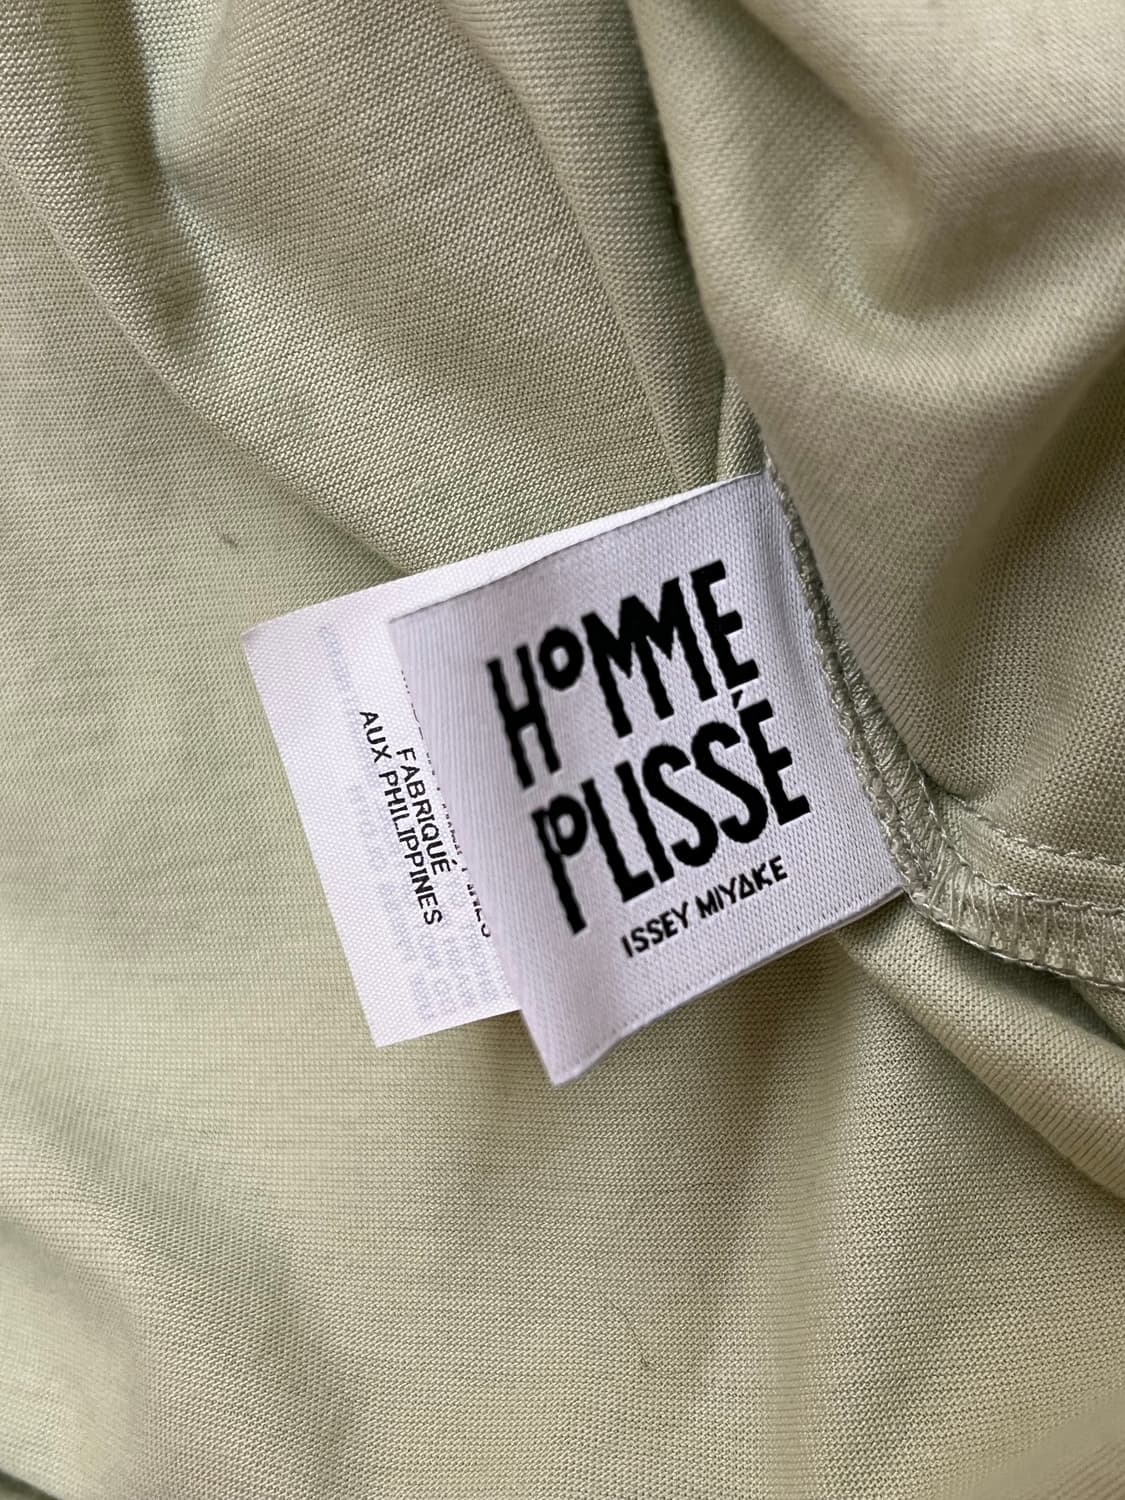 HOMME
PLISSÉ
ISSEY MIYAKE
FABRIQUÉ
AUX PHILIPPINES